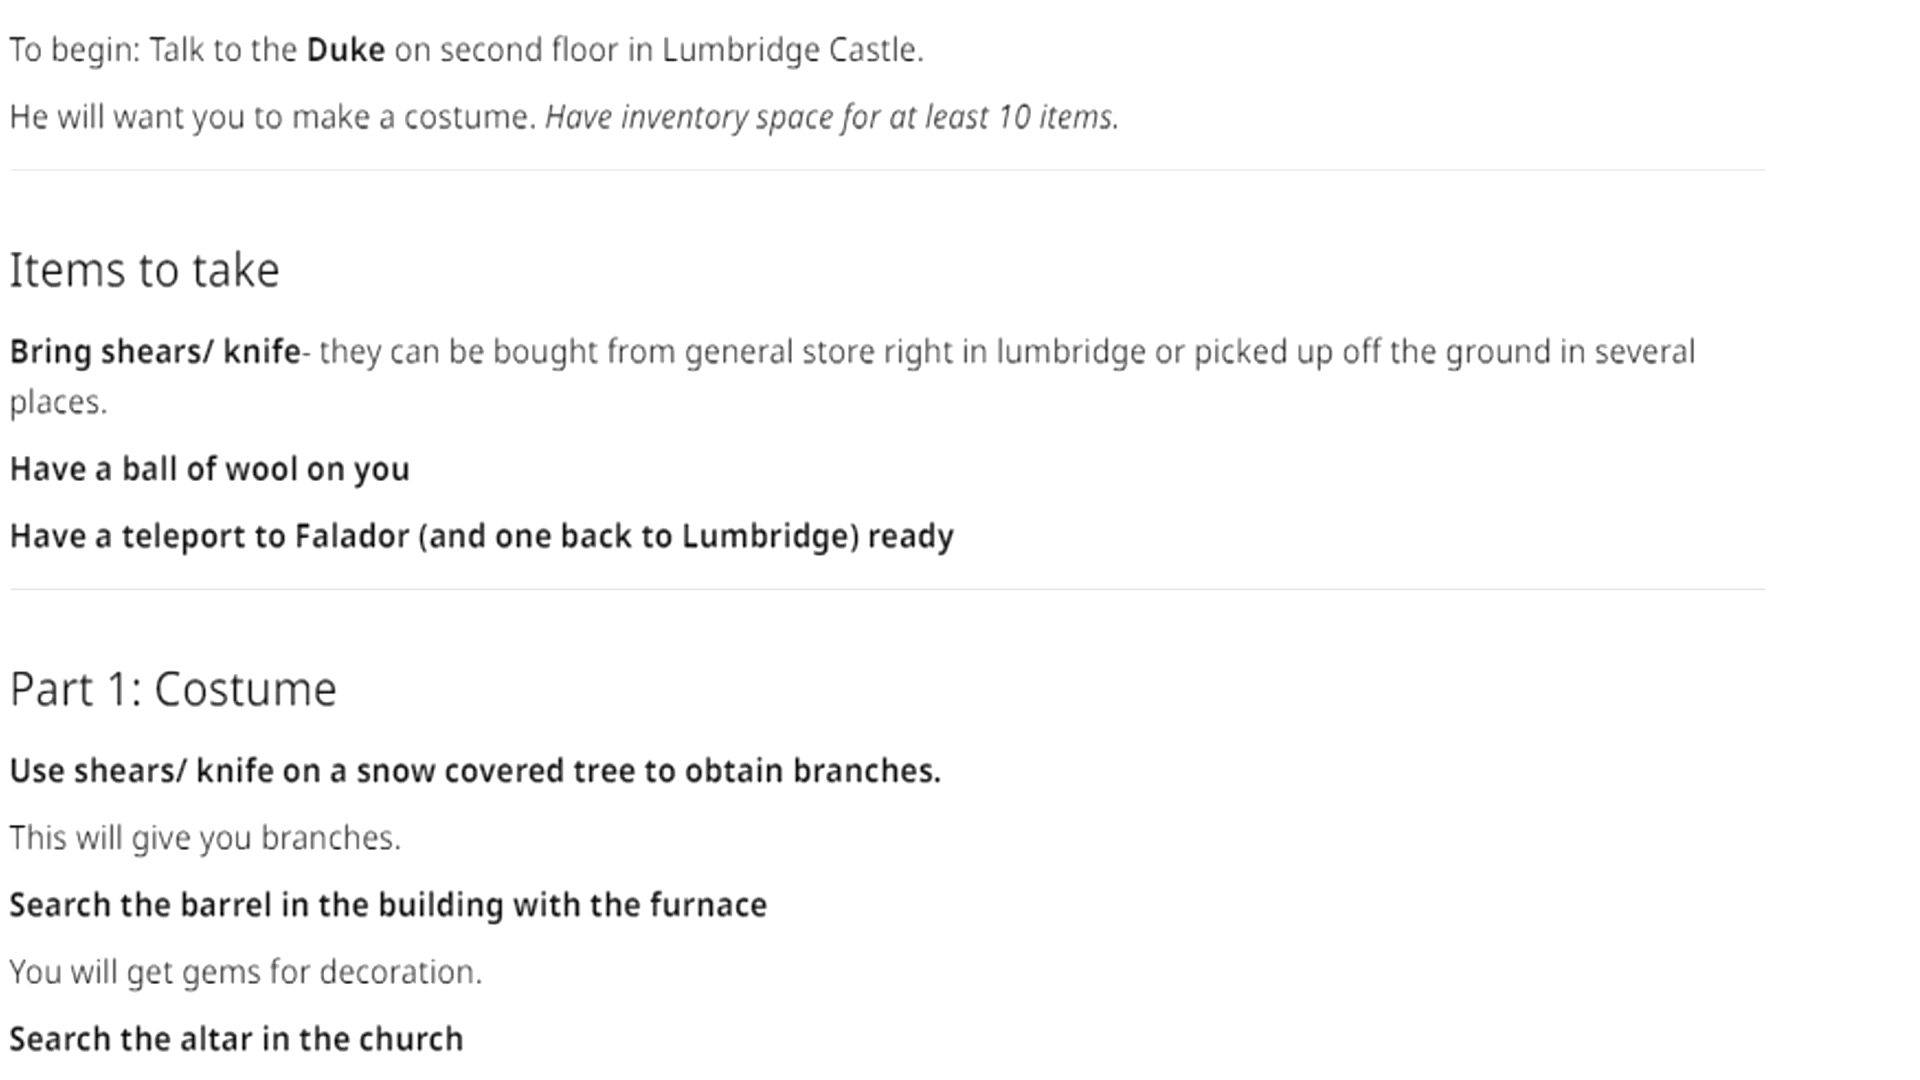 To begin: Talk to the Duke on second floor in Lumbridge Castle.
He will want you to make a costume. Have inventory space for at least 10 items.
Items to take
Bring shears/ knife- they can be bought from general store right in lumbridge or picked up off the ground in several
places.
Have a ball of wool on you
Have a teleport to Falador (and one back to Lumbridge) ready
Part 1: Costume
Use shears/ knife on a snow covered tree to obtain branches.
This will give you branches.
Search the barrel in the building with the furnace
You will get gems for decoration.
Search the altar in the church